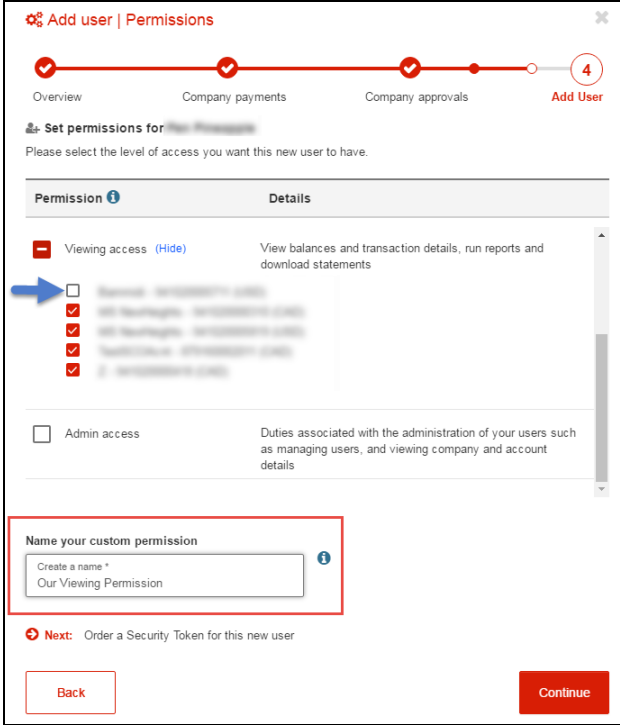 Add user | Permissions
4
Overview Company payments Company approvals Add User
Set permissions for
Please select the level of access you want this new user to have.
Permission Details
Viewing access (Hide) View balances and transaction details, run reports and
download statements
Admin access Duties associated with the administration of your users such
as managing users, and viewing company and account
details
Name your custom permission
Create a name *
Our Viewing Permission
Next: Order a Security Token for this new user
Back Continue